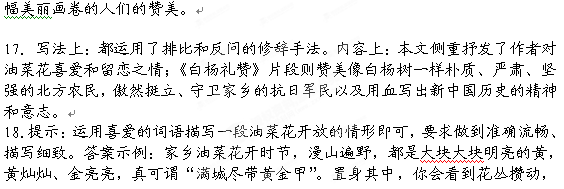 幅美丽画卷的人们的赞美。
17. 写法上：都运用了排比和反问的修辞手法。内容上：本文侧重抒发了作者对
油菜花喜爱和留恋之情；《白杨礼赞》片段则赞美像白杨树一样朴质、严肃、坚
强的北方农民，傲然挺立、守卫家乡的抗日军民以及用血写出新中国历史的精神
和意志。
18.提示：运用喜爱的词语描写一段油菜花开放的情形即可，要求做到准确流畅、
描写细致。答案示例：家乡油菜花开时节，漫山遍野，都是大块大块明亮的黄，
黄灿灿、金亮亮，真可谓“满城尽带黄金甲”。置身其中，你会看到花丛攒动，